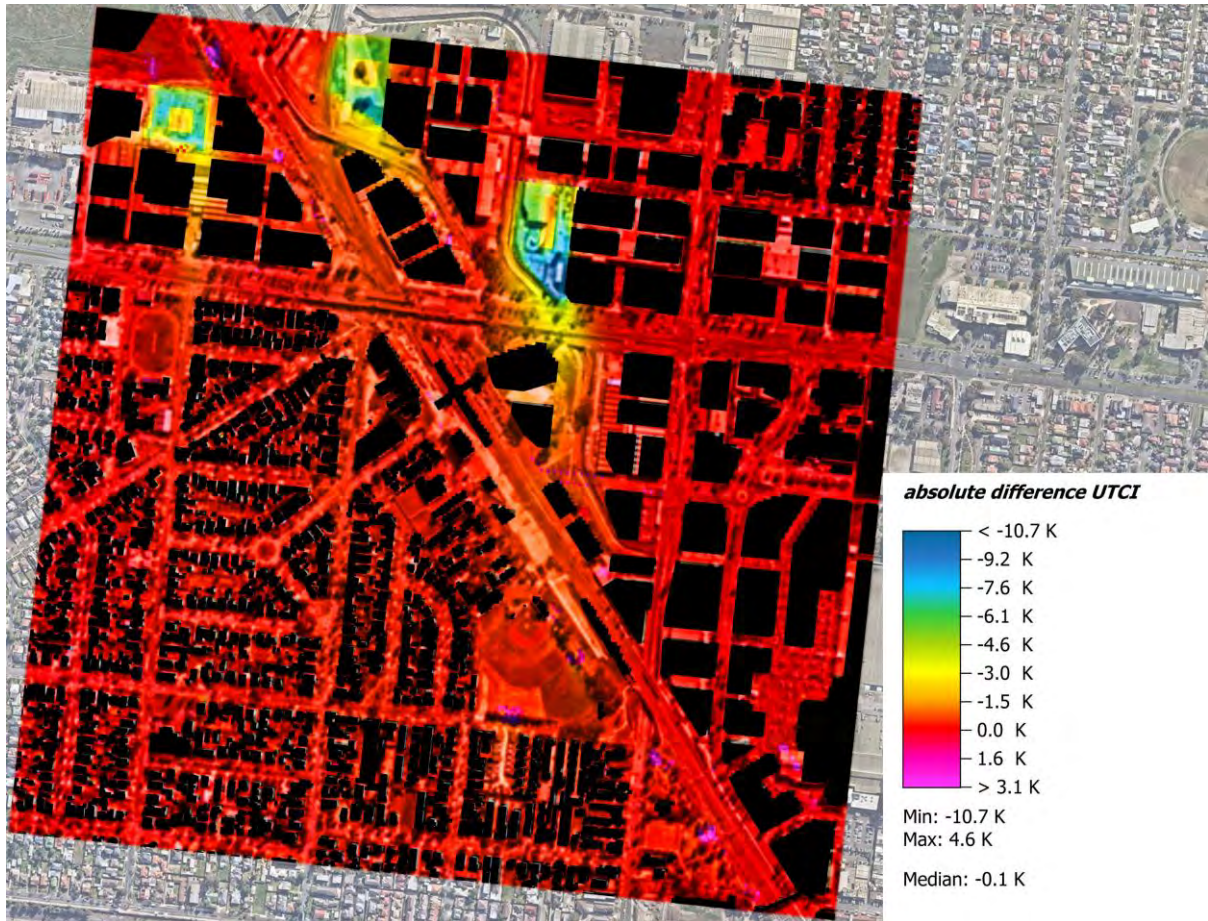 absolute difference UTCI
< -10.7 K
-9.2 K
-7.6 K
-6.1 K
-4.6 K
-3.0 K
-1.5 K
0.0 K
1.6 K
> 3.1 K
Min: -10.7 K
Max: 4.6 K
Median: -0.1 K